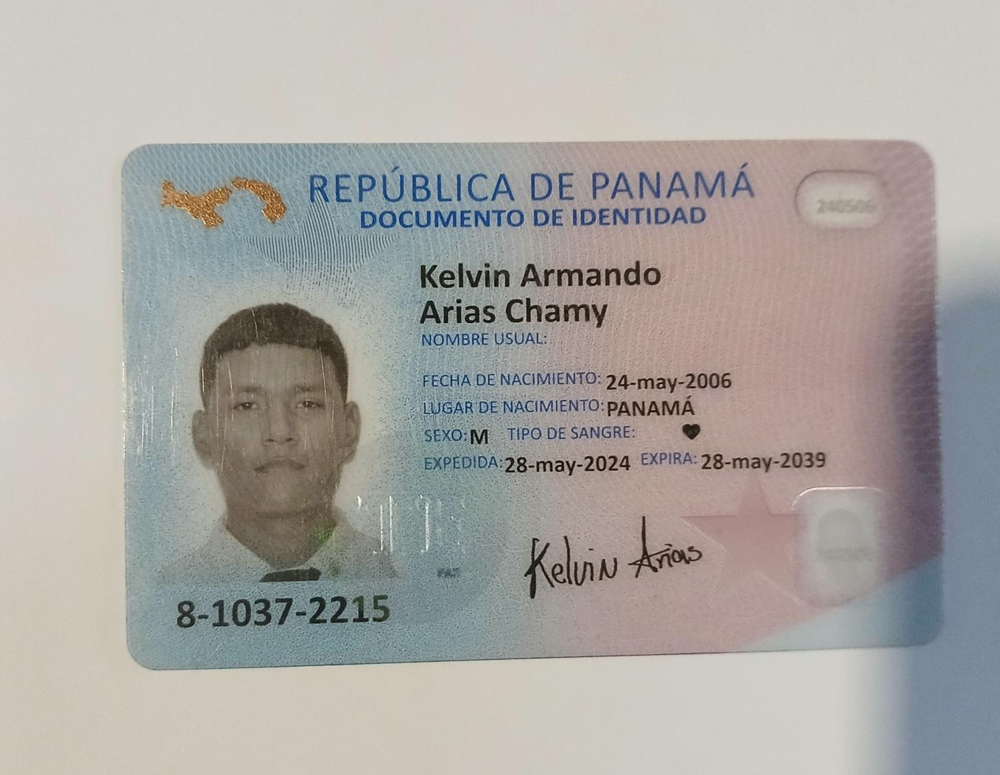 REPÚBLICA DE PANAMÁ
DOCUMENTO DE IDENTIDAD
240506
Kelvin Armando
Arias Chamy
NOMBRE USUAL:
FECHA DE NACIMIENTO: 24-may-2006
LUGAR DE NACIMIENTO: PANAMÁ
SEXO: M TIPO DE SANGRE:
EXPEDIDA: 28-may-2024 EXPIRA: 28-may-2039
Kelvin Arias
8-1037-2215